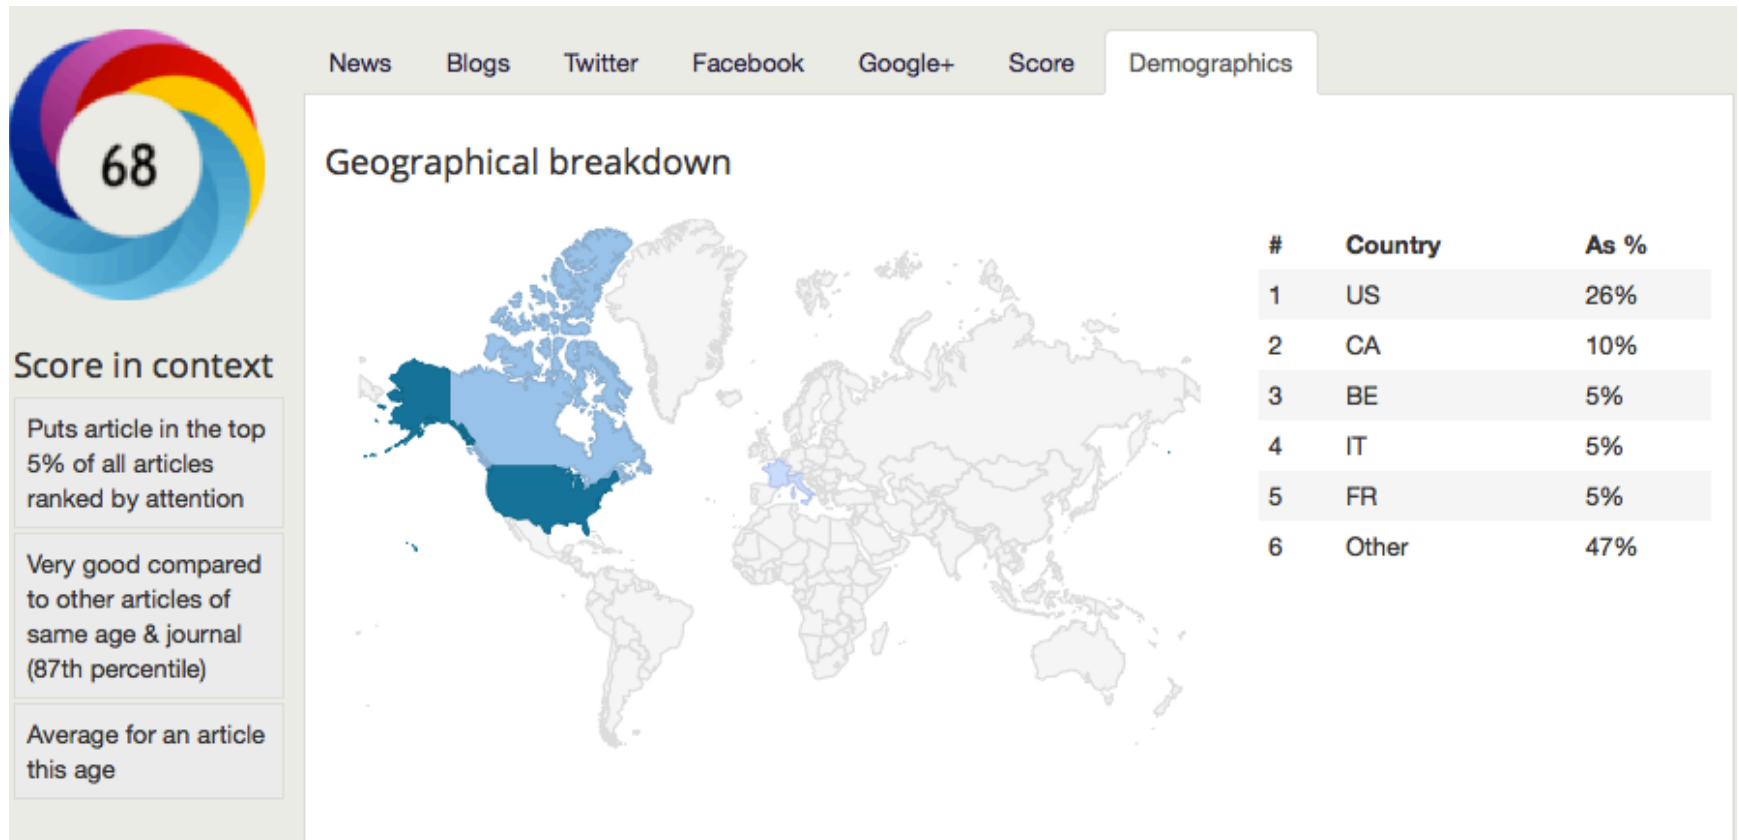 68
Score in context
Puts article in the top
5% of all articles
ranked by attention
Very good compared
to other articles of
same age & journal
(87th percentile)
Average for an article
this age
News Blogs Twitter Facebook Google+ Score Demographics
Geographical breakdown
# Country As %
1 US 26%
2 CA 10%
3 BE 5%
4 IT 5%
5 FR 5%
6 Other 47%